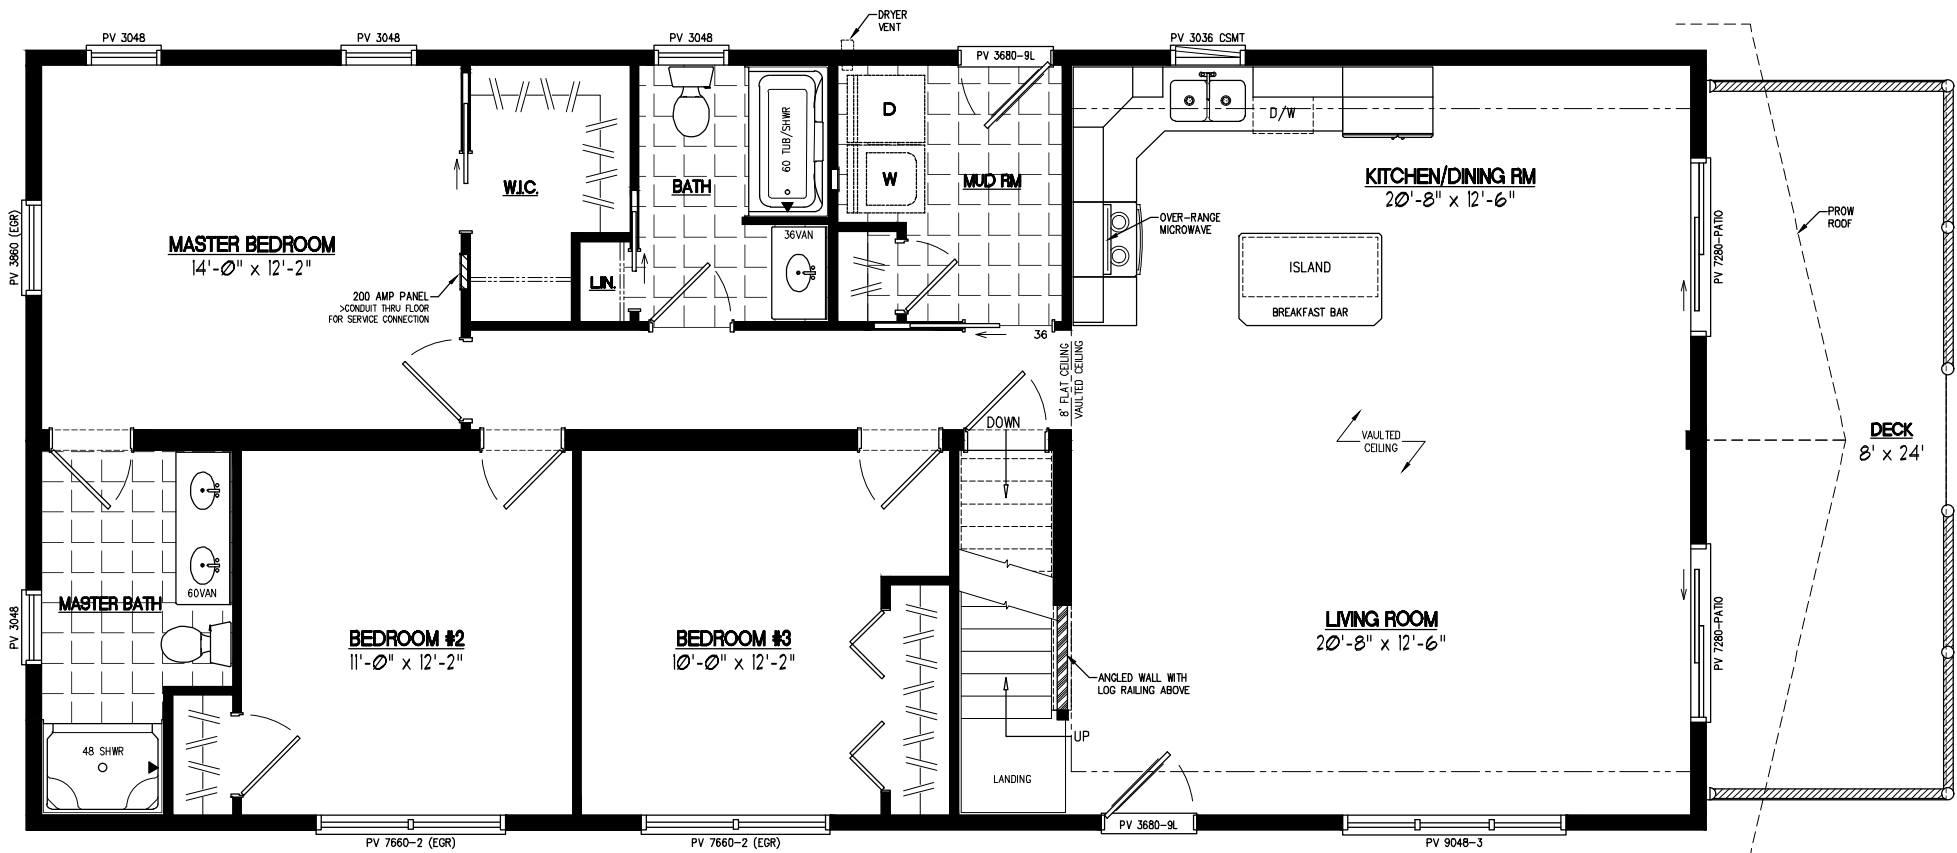 DRYER
VENT
PV 3048
PV 3048
PV 3048
PV 3680-9L
PV 3036 CSMT
D
60 TUB/SHWR
D/W
W.I.C.
BATH
W
MUD RM
KITCHEN/DINING RM
20'-8" x 12'-6"
OVER-RANGE
MICROWAVE
PROW
ROOF
PV 3860 (EGR)
MASTER BEDROOM
14'-0" x 12'-2"
36VAN
PV 7280-PATIO
ISLAND
LIN.
200 AMP PANEL
>CONDUIT THRU FLOOR
FOR SERVICE CONNECTION
BREAKFAST BAR
36
8' FLAT CEILING
VAULTED CEILING
DOWN
VAULTED
CEILING
DECK
8' x 24'
60VAN
MASTER BATH
PV 3048
BEDROOM #2
11'-0" x 12'-2"
BEDROOM #3
10'-0" x 12'-2"
LIVING ROOM
20'-8" x 12'-6"
PV 7280-PATIO
ANGLED WALL WITH
LOG RAILING ABOVE
UP
48 SHWR
LANDING
PV 3680-9L
PV 7660-2 (EGR)
PV 7660-2 (EGR)
PV 9048-3